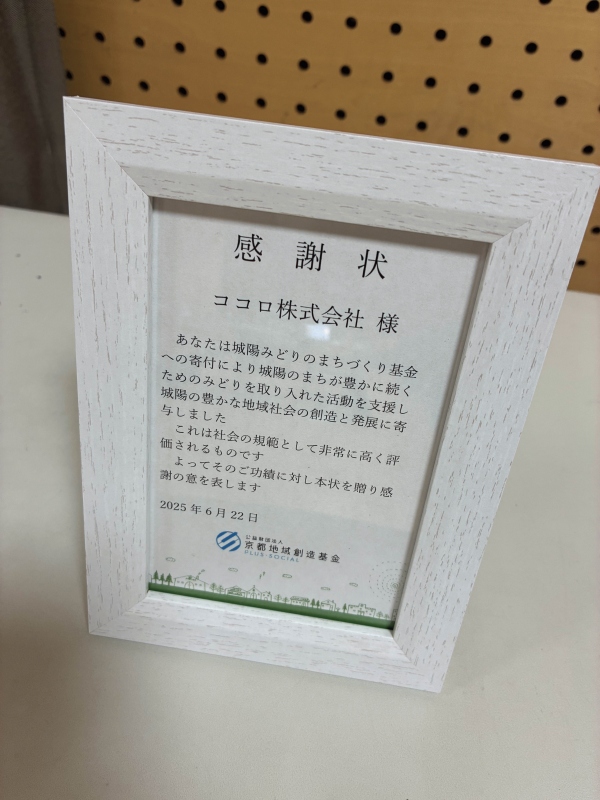 感謝状
ココロ株式会社 様
あなたは城陽みどりのまちづくり基金
への寄付により城陽のまちが豊かに続く
ためのみどりを取り入れた活動を支援し
城陽の豊かな地域社会の創造と発展に寄
与しました
これは社会の規範として非常に高く評
価されるものです
よってそのご功績に対し本状を贈り感
謝の意を表します
2025年6月22日
公益財団法人
京都地域創造基金
PLUS SOCIAL